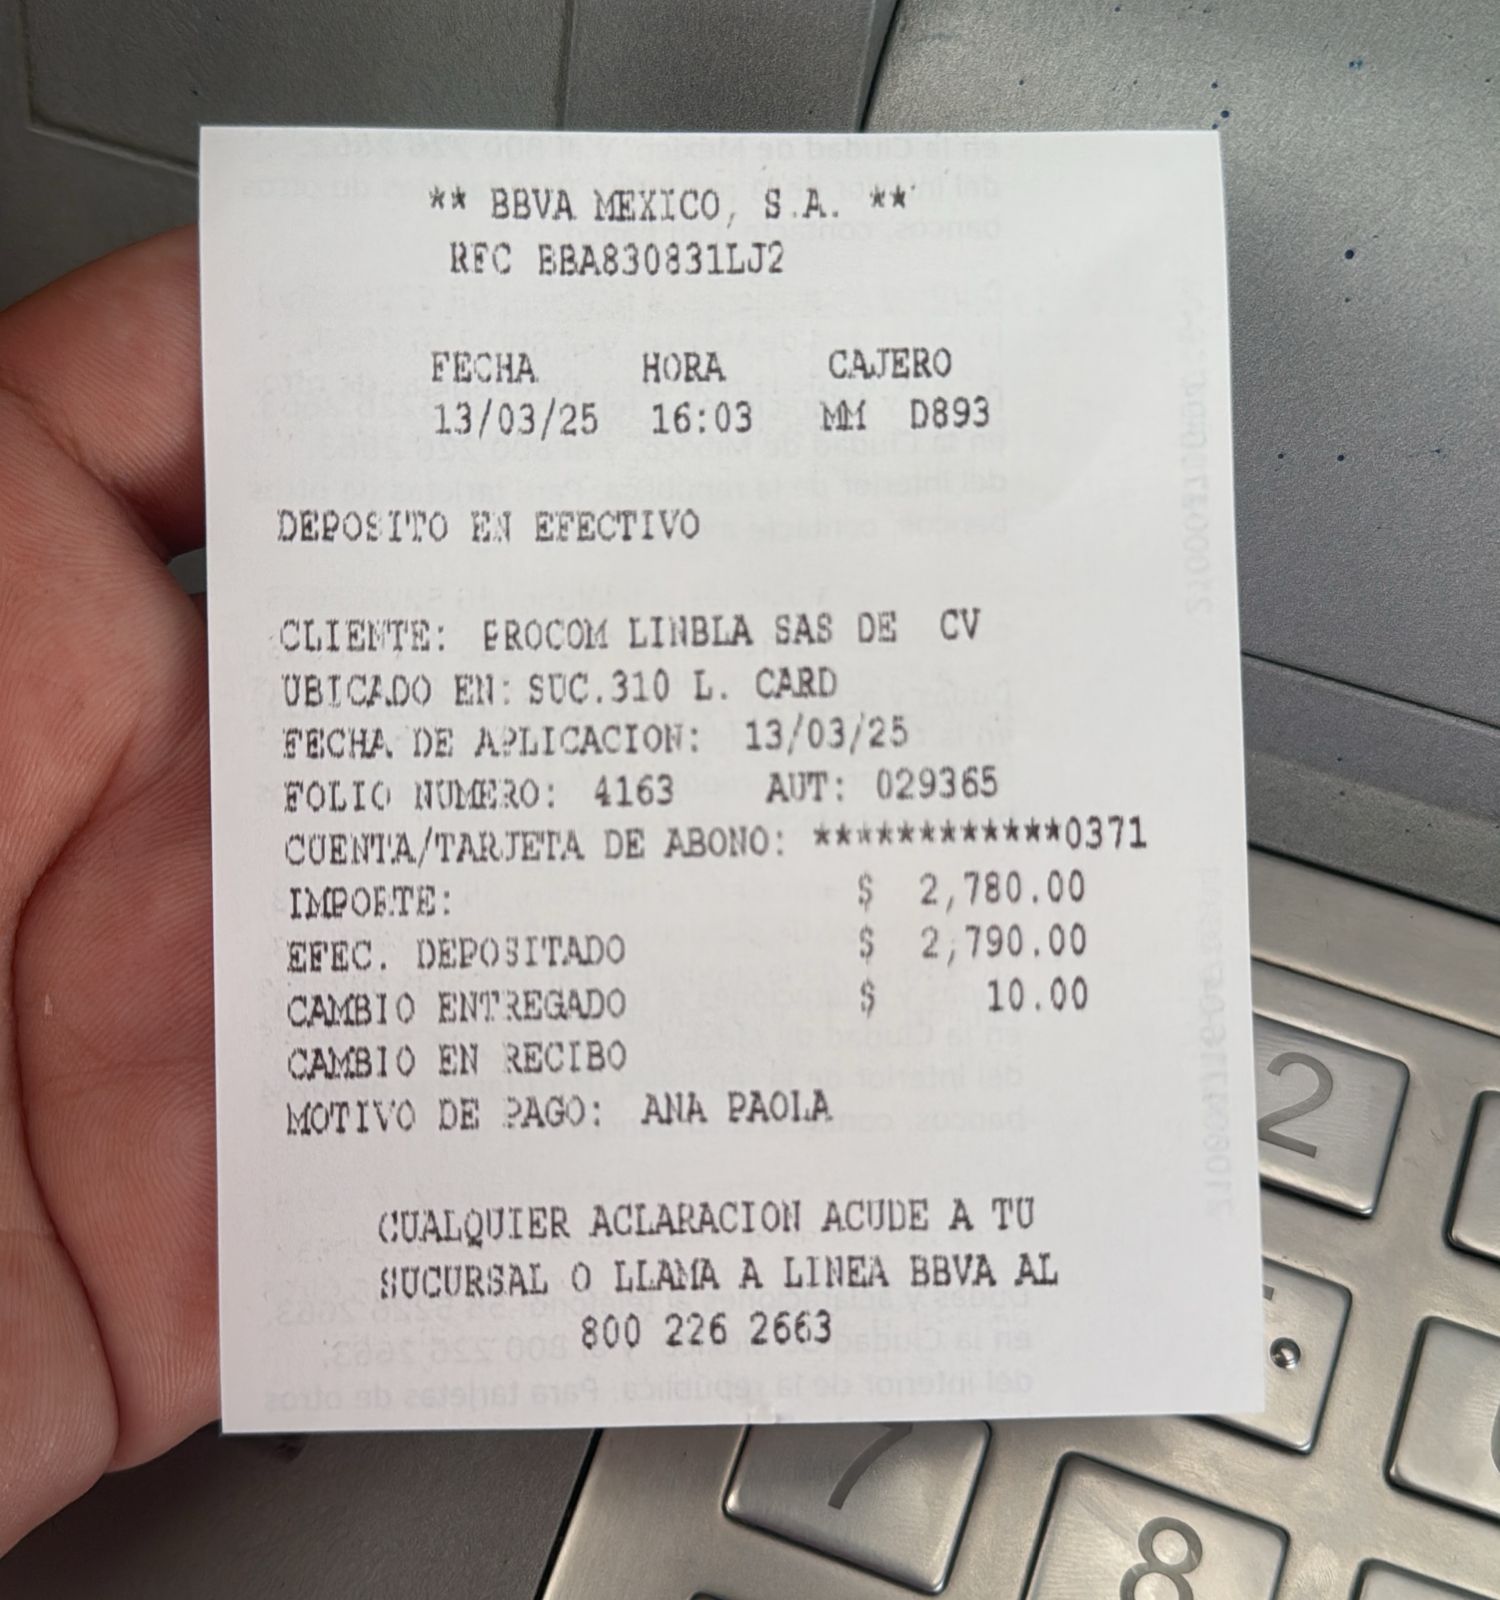 ** BBVA MEXICO, S.A. **
RFC BBA830831LJ2
FECHA HORA CAJERO
13/03/25 16:03 MM D893
DEPOSITO EN EFECTIVO
CLIENTE: PROCOM LINBLA SAS DE CV
UBICADO EN: SUC.310 L. CARD
FECHA DE APLICACION: 13/03/25
FOLIO NUMERO: 4163 AUT: 029365
CUENTA/TARJETA DE ABONO: ************0371
IMPORTE: $ 2,780.00
EFEC. DEPOSITADO $ 2,790.00
CAMBIO ENTREGADO $ 10.00
CAMBIO EN RECIBO
MOTIVO DE PAGO: ANA PAOLA
CUALQUIER ACLARACION ACUDE A TU
SUCURSAL O LLAMA A LINEA BBVA AL
800 226 2663
2
7
8